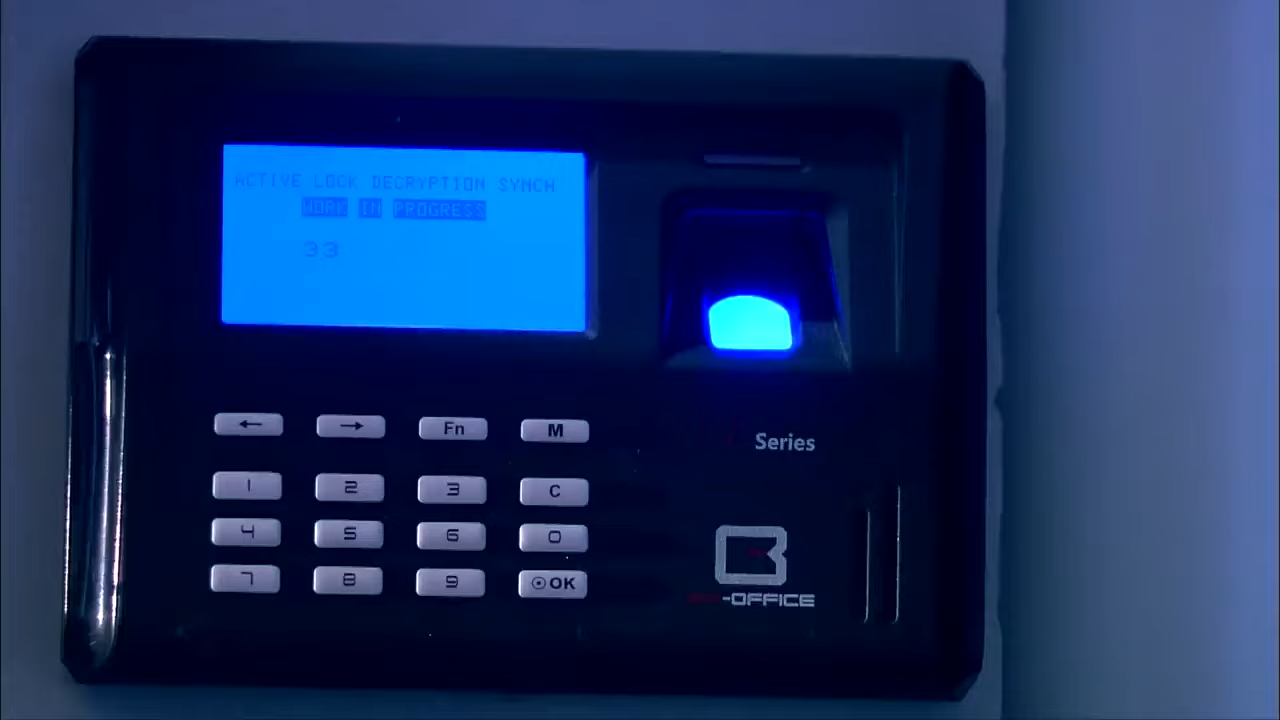 ACTIVE LOCK DECRYPTION SYNCH
WORK IN PROGRESS
33
← → Fn M
1 2 3 C
4 5 6 0
7 8 9 OK
Series
-OFFICE